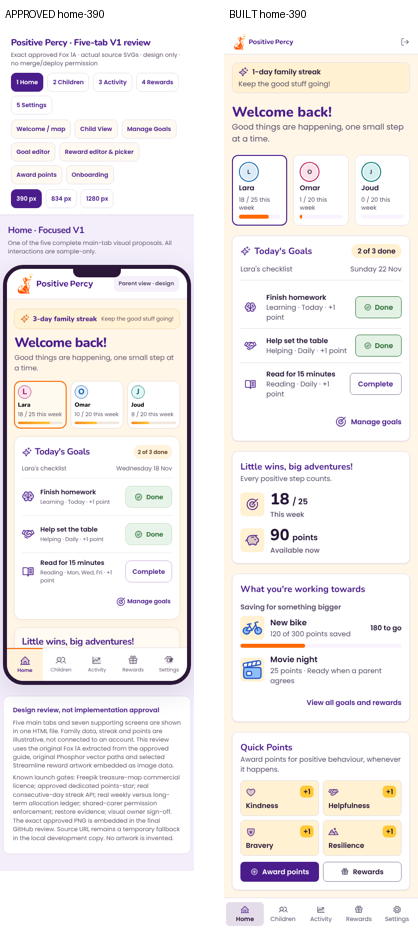 APPROVED home-390
Positive Percy · Five-tab V1 review
Exact approved Fox IA · actual source SVGs · design only ·
no merge/deploy permission
1 Home
2 Children
3 Activity
4 Rewards
5 Settings
Welcome / map
Child View
Manage Goals
Goal editor
Reward editor & picker
Award points
Onboarding
390 px
834 px
1280 px
Home · Focused V1
One of the five complete main-tab visual proposals. All
interactions are sample-only.
Positive Percy
Parent view · design
3-day family streak Keep the good stuff going!
Welcome back!
Good things are happening, one small step at
a time.
L
Lara
18 / 25 this week
O
Omar
10 / 20 this week
J
Joud
8 / 20 this week
Today's Goals
2 of 3 done
Lara's checklist
Wednesday 18 Nov
Finish homework
Learning · Today · +1 point
Done
Help set the table
Helping · Daily · +1 point
Done
Read for 15 minutes
Reading · Mon, Wed, Fri · +1
point
Complete
Manage goals
Little wins, big adventures!
Home
Children
Activity
Rewards
Settings
Design review, not implementation approval
Five main tabs and seven supporting screens are shown
in one HTML file. Family data, streak and points are
illustrative, not connected to an account. This review
uses the original Fox IA extracted from the approved
guide, original Phosphor vector paths and selected
Streamline reward artwork embedded as image data.
Known launch gates: Freepik treasure-map commercial
licence; approved dedicated points-star; real
consecutive-day streak API; real weekly versus long-
term allocation ledger; shared-carer permission
enforcement; restore evidence; visual owner sign-off.
The exact approved PNG is embedded in the final
GitHub review. Source URL remains a temporary fallback
in the local development copy. No artwork is invented.
BUILT home-390
Positive Percy
1-day family streak
Keep the good stuff going!
Welcome back!
Good things are happening, one small step
at a time.
L
Lara
18 / 25 this
week
O
Omar
1 / 20 this
week
J
Joud
0 / 20 this
week
Today's Goals
2 of 3 done
Lara's checklist
Sunday 22 Nov
Finish homework
Learning · Today · +1
point
Done
Help set the table
Helping · Daily · +1 point
Done
Read for 15 minutes
Reading · Daily · +1
point
Complete
Manage goals
Little wins, big adventures!
Every positive step counts.
18 / 25
This week
90 points
Available now
What you're working towards
Saving for something bigger
New bike
120 of 300 points saved
180 to go
Movie night
25 points · Ready when a parent
agrees
View all goals and rewards
Quick Points
Award points for positive behaviour, whenever
it happens.
+1
Kindness
+1
Helpfulness
+1
Bravery
+1
Resilience
Award points
Rewards
Home
Children
Activity
Rewards
Settings